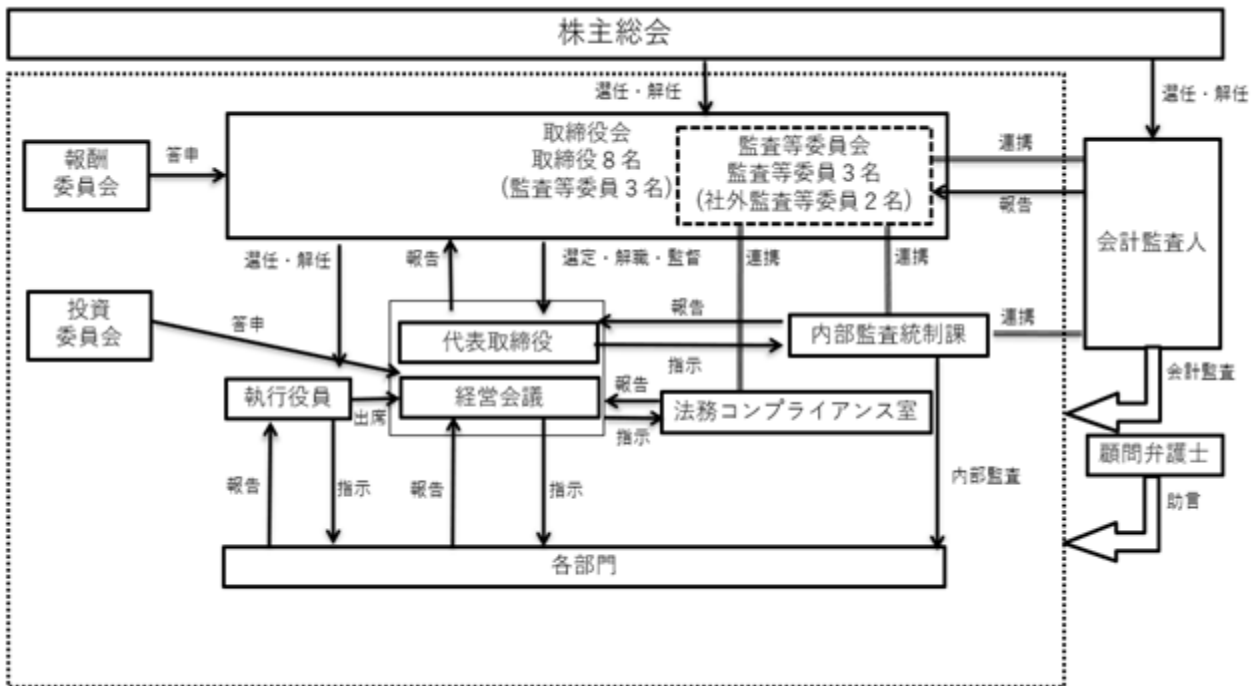 株主総会
選任・解任
選任・解任
取締役会
取締役8名
(監査等委員3名)
監査等委員会
監査等委員3名
(社外監査等委員2名)
報酬
委員会
答申
連携
報告
会計監査人
選任・解任
報告
選定・解職・監督
連携
連携
投資
委員会
答申
代表取締役
報告
指示
内部監査統制課
連携
会計監査
執行役員
出席
経営会議
報告
指示
法務コンプライアンス室
顧問弁護士
助言
報告
指示
報告
指示
内部監査
各部門